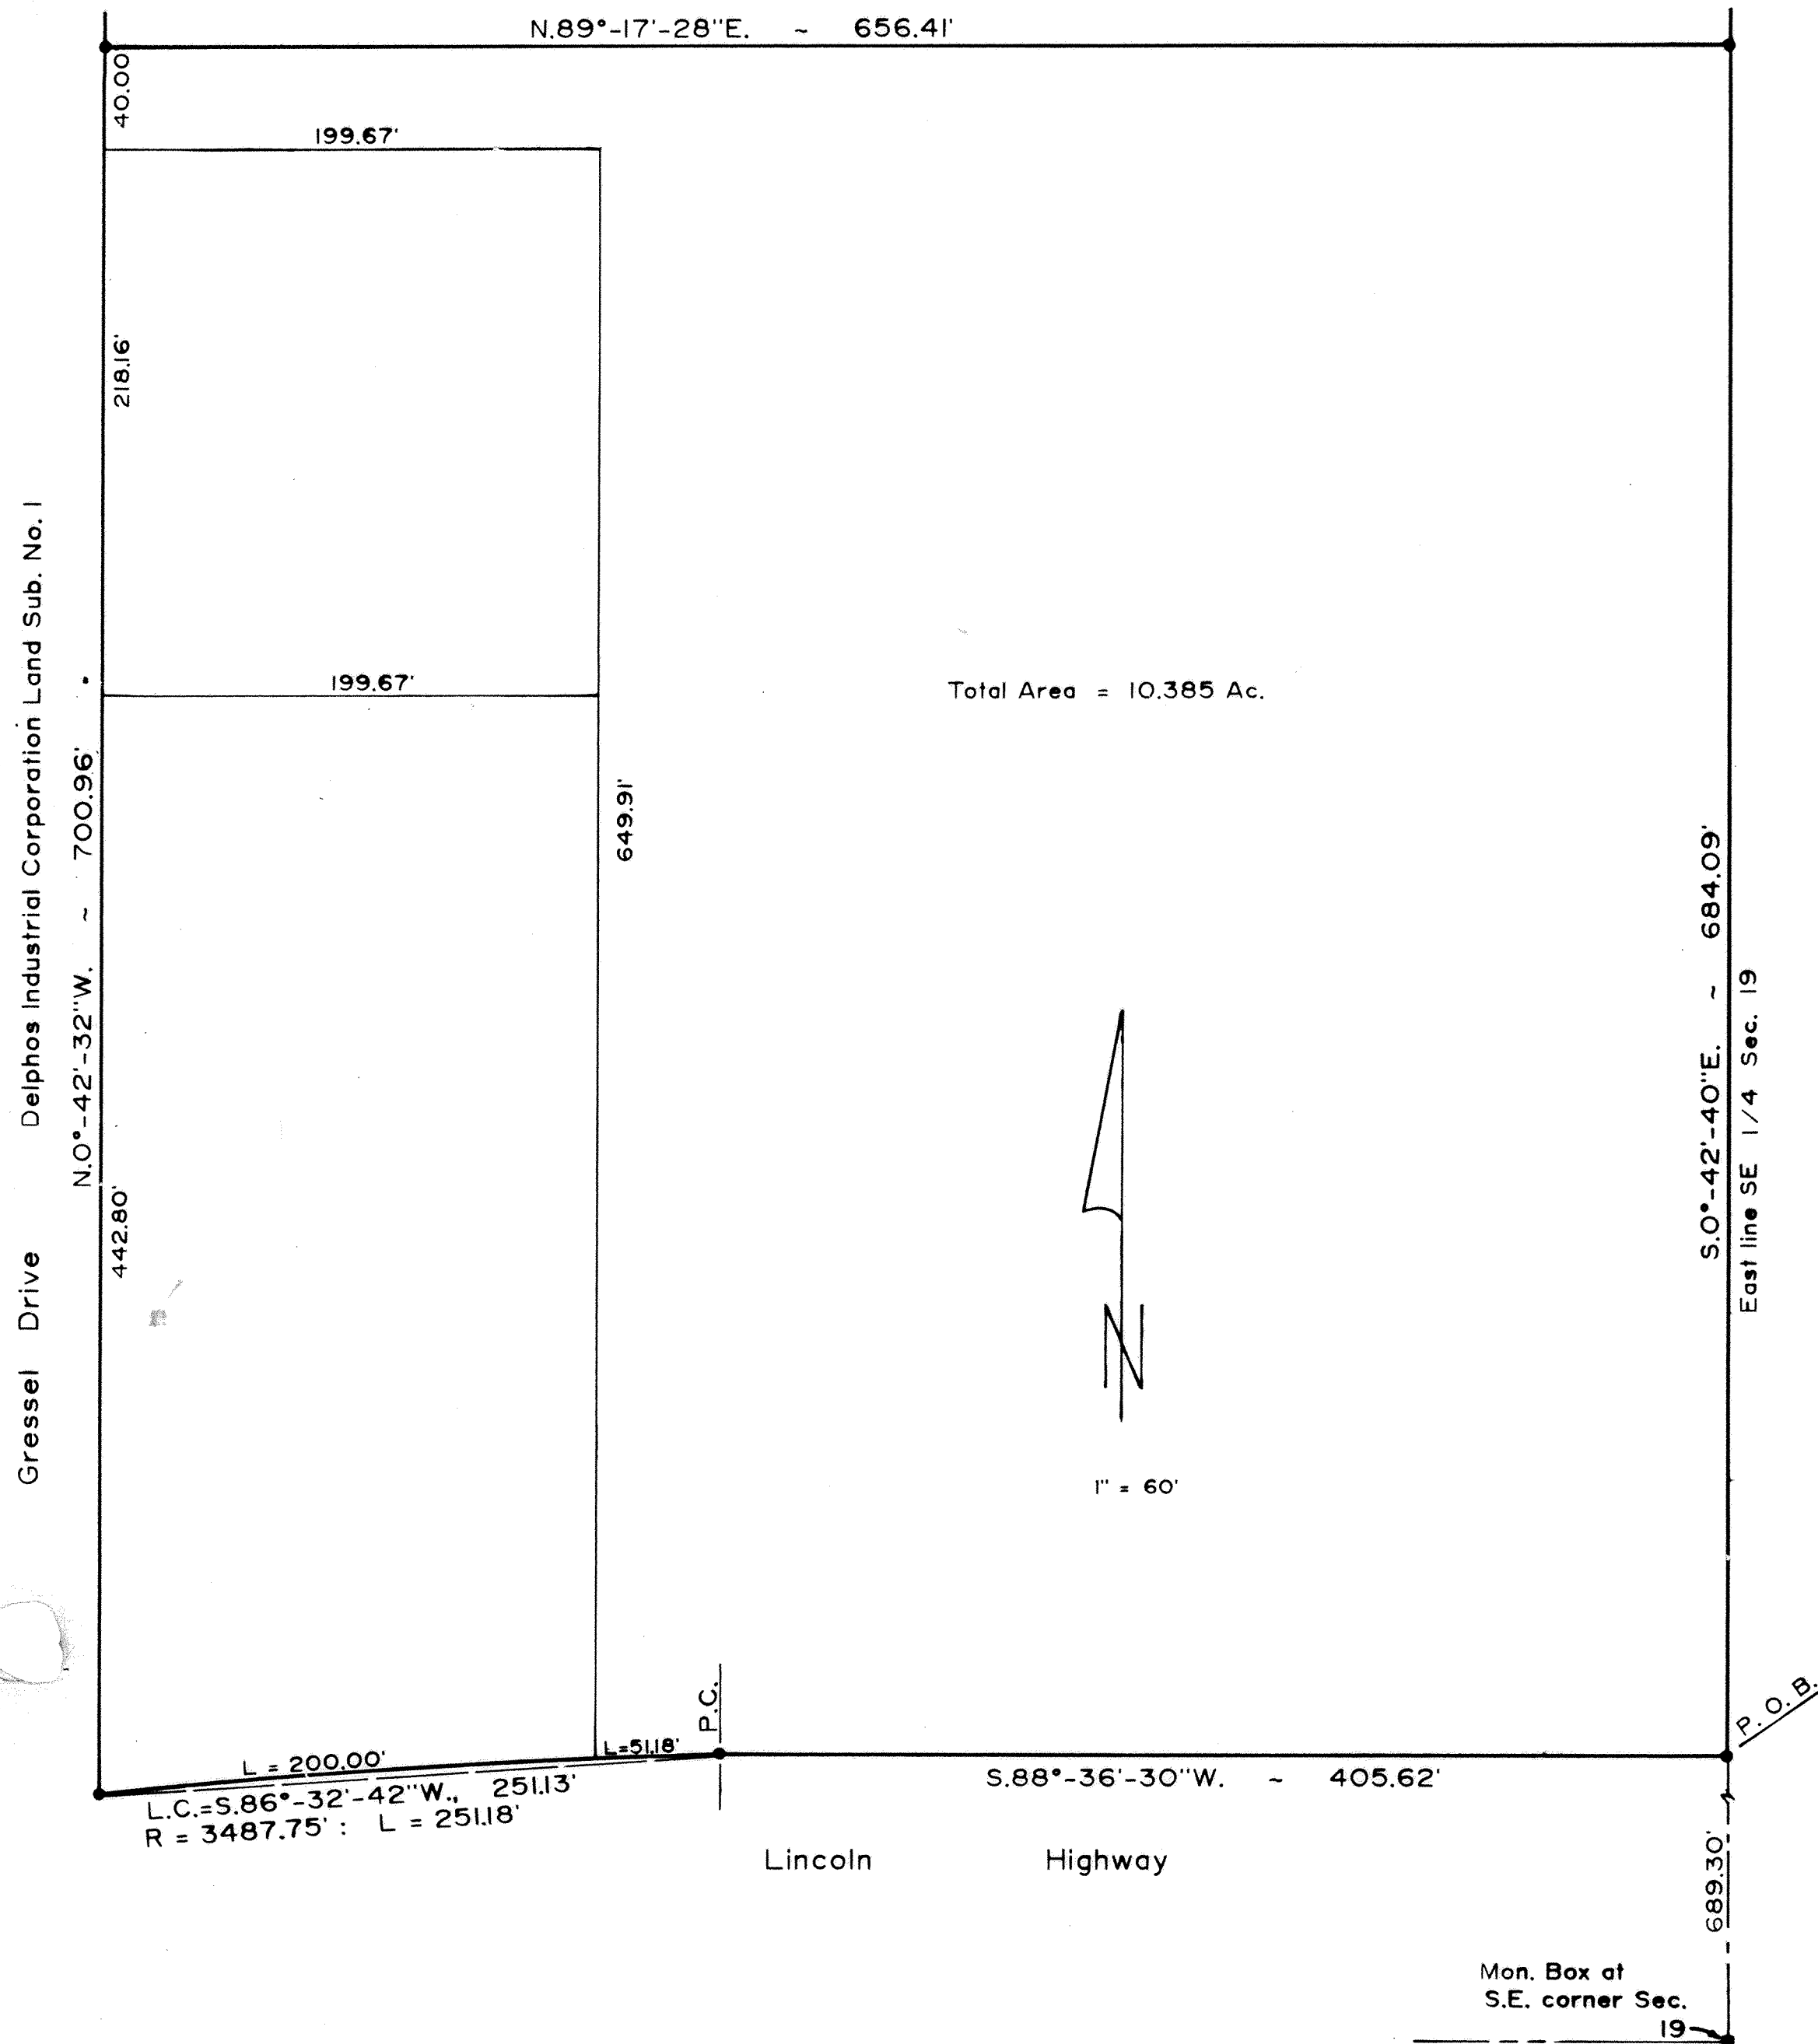 N.89°-17'-28"E. ~ 656.41'
40.00
199.67'
218.16'
Delphos Industrial Corporation Land Sub. No. 1
199.67'
Total Area = 10.385 Ac.
N.0°-42'-32"W. ~ 700.96'
649.91'
S.0°-42'-40"E. ~ 684.09'
East line SE 1/4 Sec. 19
442.80'
Gressel Drive
N
1" = 60'
P.C.
P.O.B.
L = 200.00'
L=51.18'
L.C.=S.86°-32'-42"W., 251.13'
R = 3487.75' : L = 251.18'
S.88°-36'-30"W. ~ 405.62'
Lincoln Highway
689.30'
Mon. Box at
S.E. corner Sec.
19